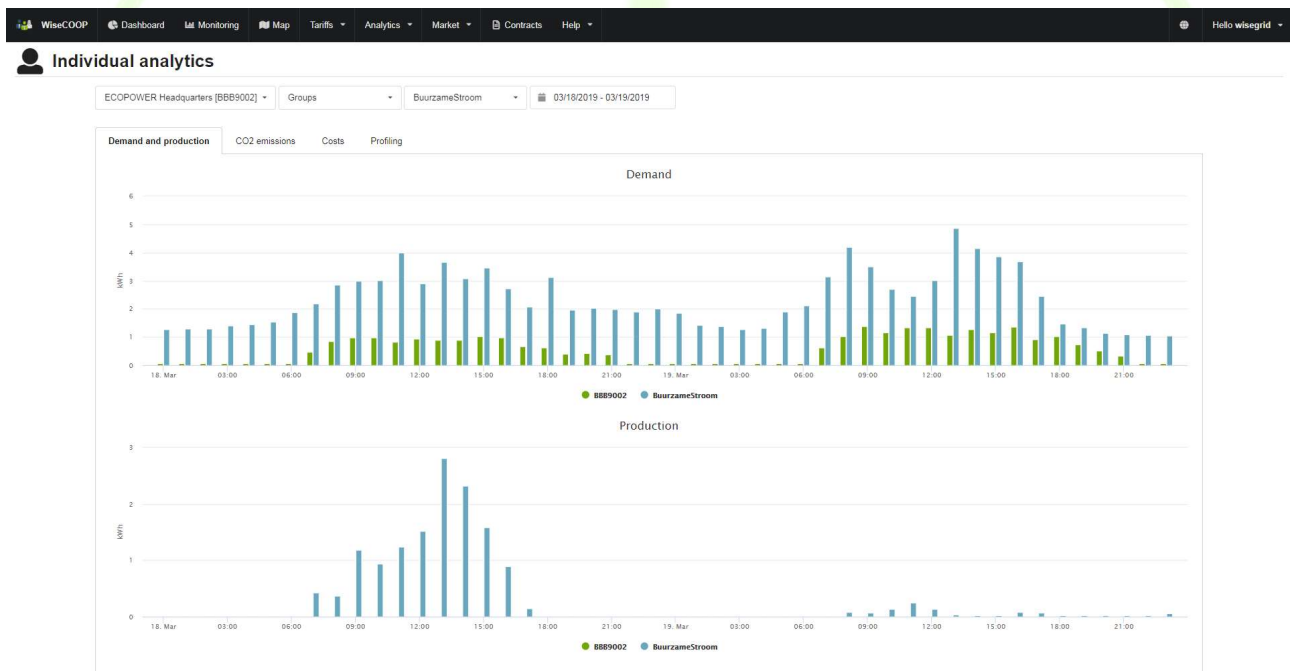 WiseCOOP Dashboard Monitoring Map Tariffs Analytics Market Contracts Help Hello wisegrid
Individual analytics
ECOPOWER Headquarters [BBB9002] Groups BuurzameStroom 03/18/2019 - 03/19/2019
Demand and production CO2 emissions Costs Profiling
Demand
6
5
4
3
2
1
0
kWh
18. Mar 03:00 06:00 09:00 12:00 15:00 18:00 21:00 19. Mar 03:00 06:00 09:00 12:00 15:00 18:00 21:00
BBB9002 BuurzameStroom
Production
3
2
1
0
kWh
18. Mar 03:00 06:00 09:00 12:00 15:00 18:00 21:00 19. Mar 03:00 06:00 09:00 12:00 15:00 18:00 21:00
BBB9002 BuurzameStroom